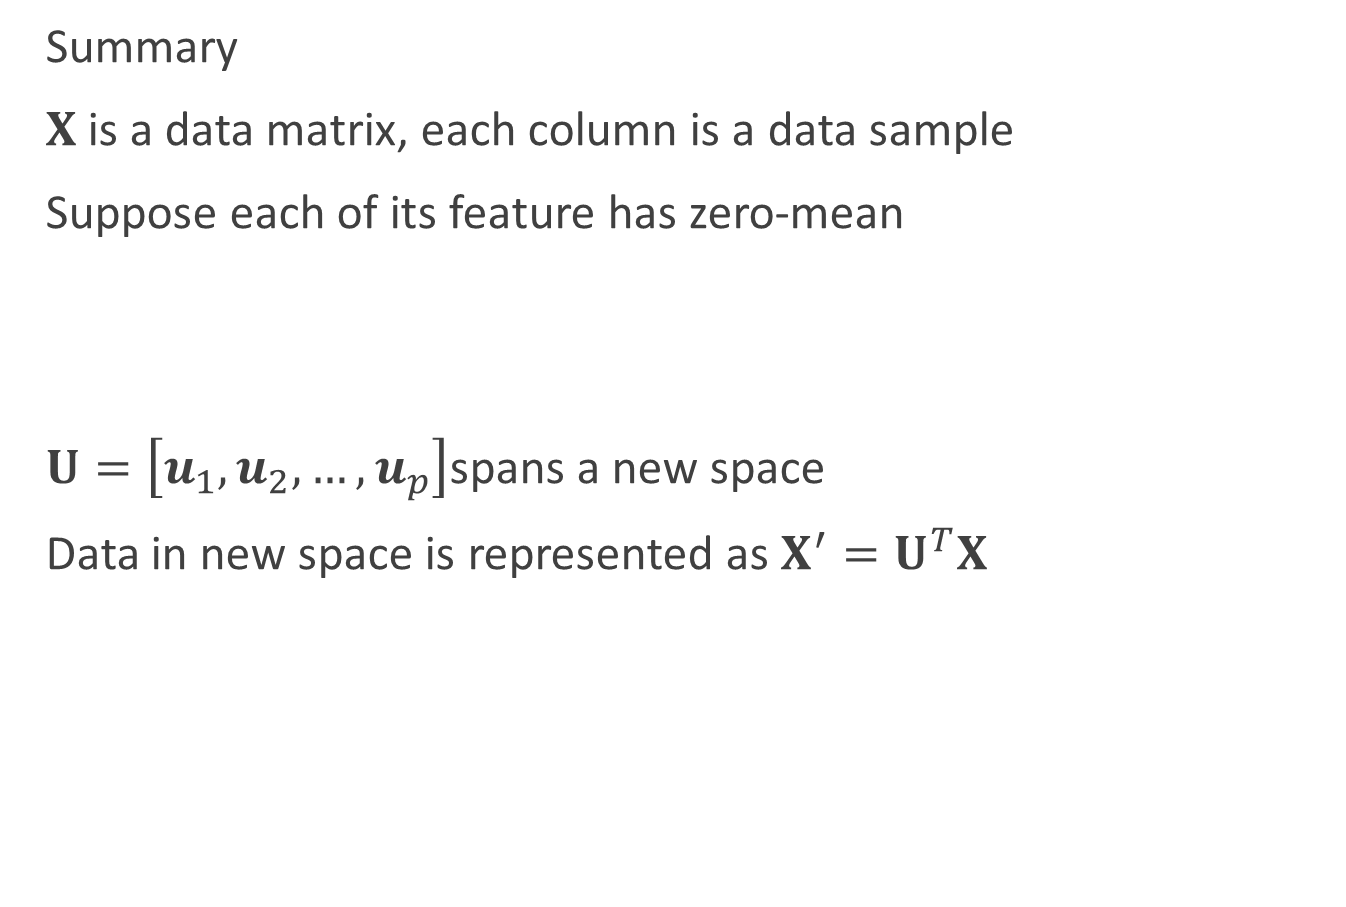 Summary
𝐗 is a data matrix, each column is a data sample
Suppose each of its feature has zero-mean
𝐔 = [𝒖₁, 𝒖₂, … , 𝒖ₚ]spans a new space
Data in new space is represented as 𝐗′ = 𝐔ᵀ𝐗